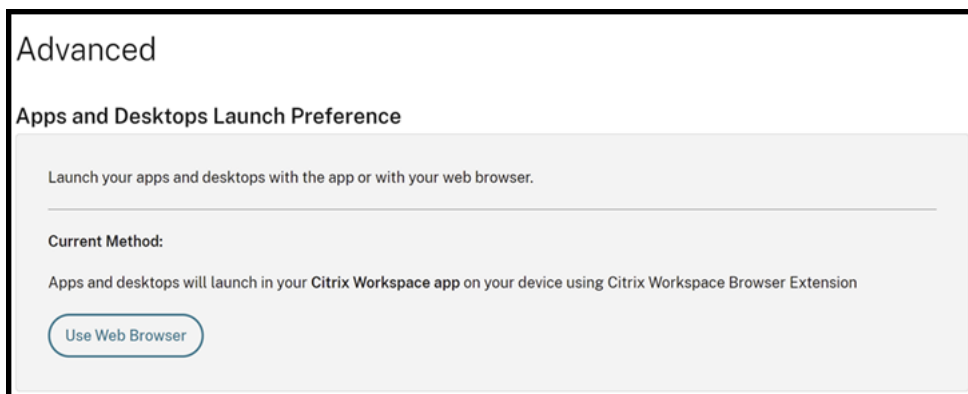 Advanced
Apps and Desktops Launch Preference
Launch your apps and desktops with the app or with your web browser.
Current Method:
Apps and desktops will launch in your Citrix Workspace app on your device using Citrix Workspace Browser Extension
Use Web Browser